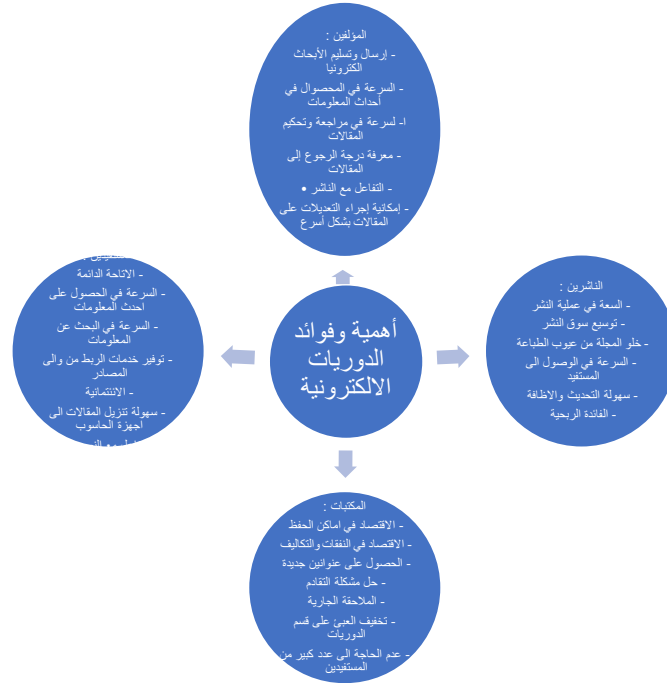 المؤلفين :
- إرسال وتسليم الأبحاث
الكترونيا
- السرعة في المحصوال في
أحداث المعلومات
ا- لسرعة في مراجعة وتحكيم
المقالات
- معرفة درجة الرجوع إلى
المقالات
- التفاعل مع الناشر •
- إمكانية إجراء التعديلات على
المقالات بشكل أسرع
الناشرين :
- السعة في عملية النشر
- توسيع سوق النشر
- خلو المجلة من عيوب الطباعة
- السرعة في الوصول الى
المستفيد
- سهولة التحديث والاظافة
- الفائدة الربحية
أهمية وفوائد
الدوريات
الالكترونية
- الاتاحة الدائمة
- السرعة في الحصول على
احدث المعلومات
- السرعة في البحث عن
المعلومات
- توفير خدمات الربط من والى
المصادر
- الائتمانية
- سهولة تنزيل المقالات الى
اجهزة الحاسوب
المكتبات :
- الاقتصاد في اماكن الحفظ
- الاقتصاد في النفقات والتكاليف
- الحصول على عنوانين جديدة
- حل مشكلة التقادم
- الملاحقة الجارية
- تخفيف العبئ على قسم
الدوريات
- عدم الحاجة الى عدد كبير من
المستفيدين